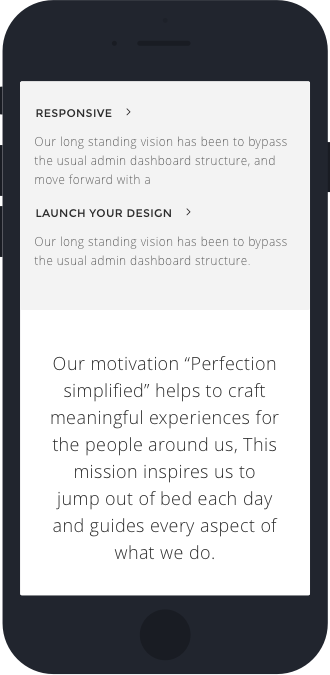 RESPONSIVE >
Our long standing vision has been to bypass
the usual admin dashboard structure, and
move forward with a
LAUNCH YOUR DESIGN >
Our long standing vision has been to bypass
the usual admin dashboard structure.
Our motivation “Perfection
simplified” helps to craft
meaningful experiences for
the people around us, This
mission inspires us to
jump out of bed each day
and guides every aspect of
what we do.